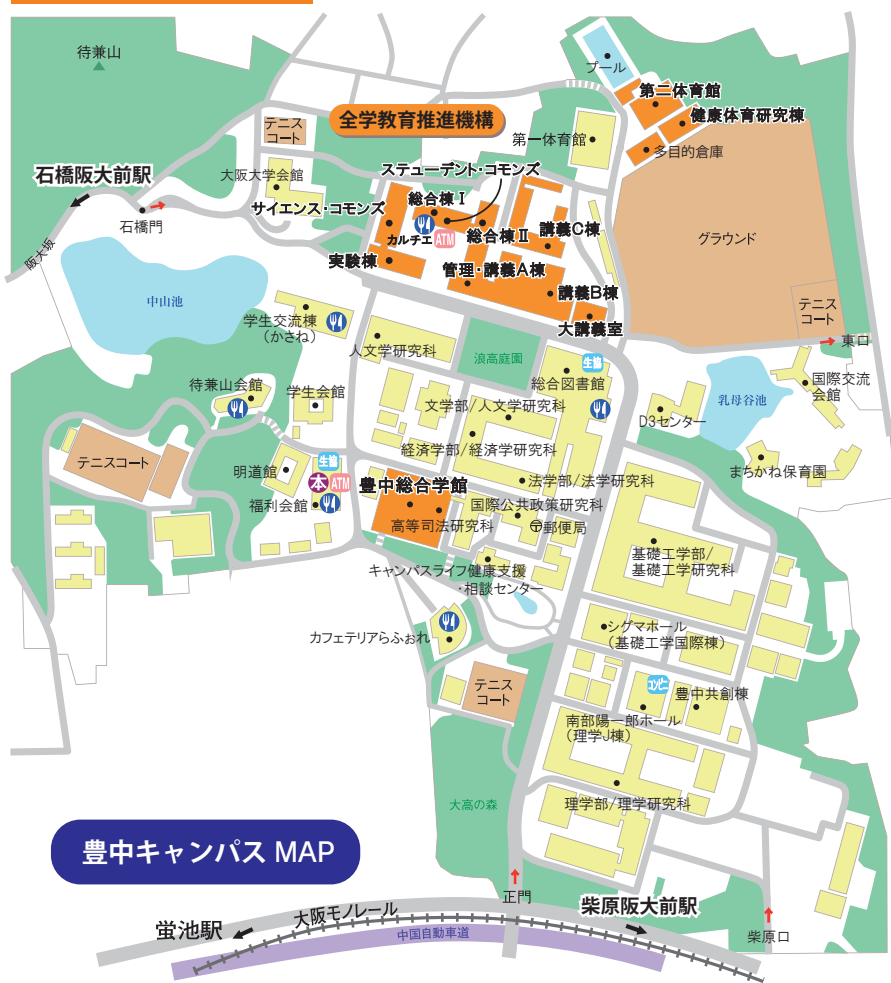 待兼山
プール
第二体育館
健康体育研究棟
テニス
コート
全学教育推進機構
第一体育館
多目的倉庫
石橋阪大前駅
大阪大学会館
ステューデント・コモンズ
サイエンス・コモンズ
総合棟Ⅰ
石橋門
カルチエ
ATM
総合棟Ⅱ
講義C棟
グラウンド
阪大坂
実験棟
管理・講義A棟
講義B棟
中山池
学生交流棟
(かさね)
大講義室
テニス
コート
東口
人文学研究科
浪高庭園
生協
総合図書館
国際交流
会館
待兼山会館
学生会館
文学部/人文学研究科
D3センター
乳母谷池
経済学部/経済学研究科
テニスコート
明道館
生協
本
ATM
豊中総合学館
法学部/法学研究科
まちかね保育園
福利会館
国際公共政策研究科
高等司法研究科
〶郵便局
基礎工学部/
基礎工学研究科
キャンパスライフ健康支援
・相談センター
カフェテリアらふぉれ
シグマホール
(基礎工学国際棟)
テニス
コート
コンビニ
豊中共創棟
南部陽一郎ホール
(理学J棟)
大高の森
理学部/理学研究科
豊中キャンパス MAP
正門
柴原阪大前駅
大阪モノレール
蛍池駅
中国自動車道
柴原口